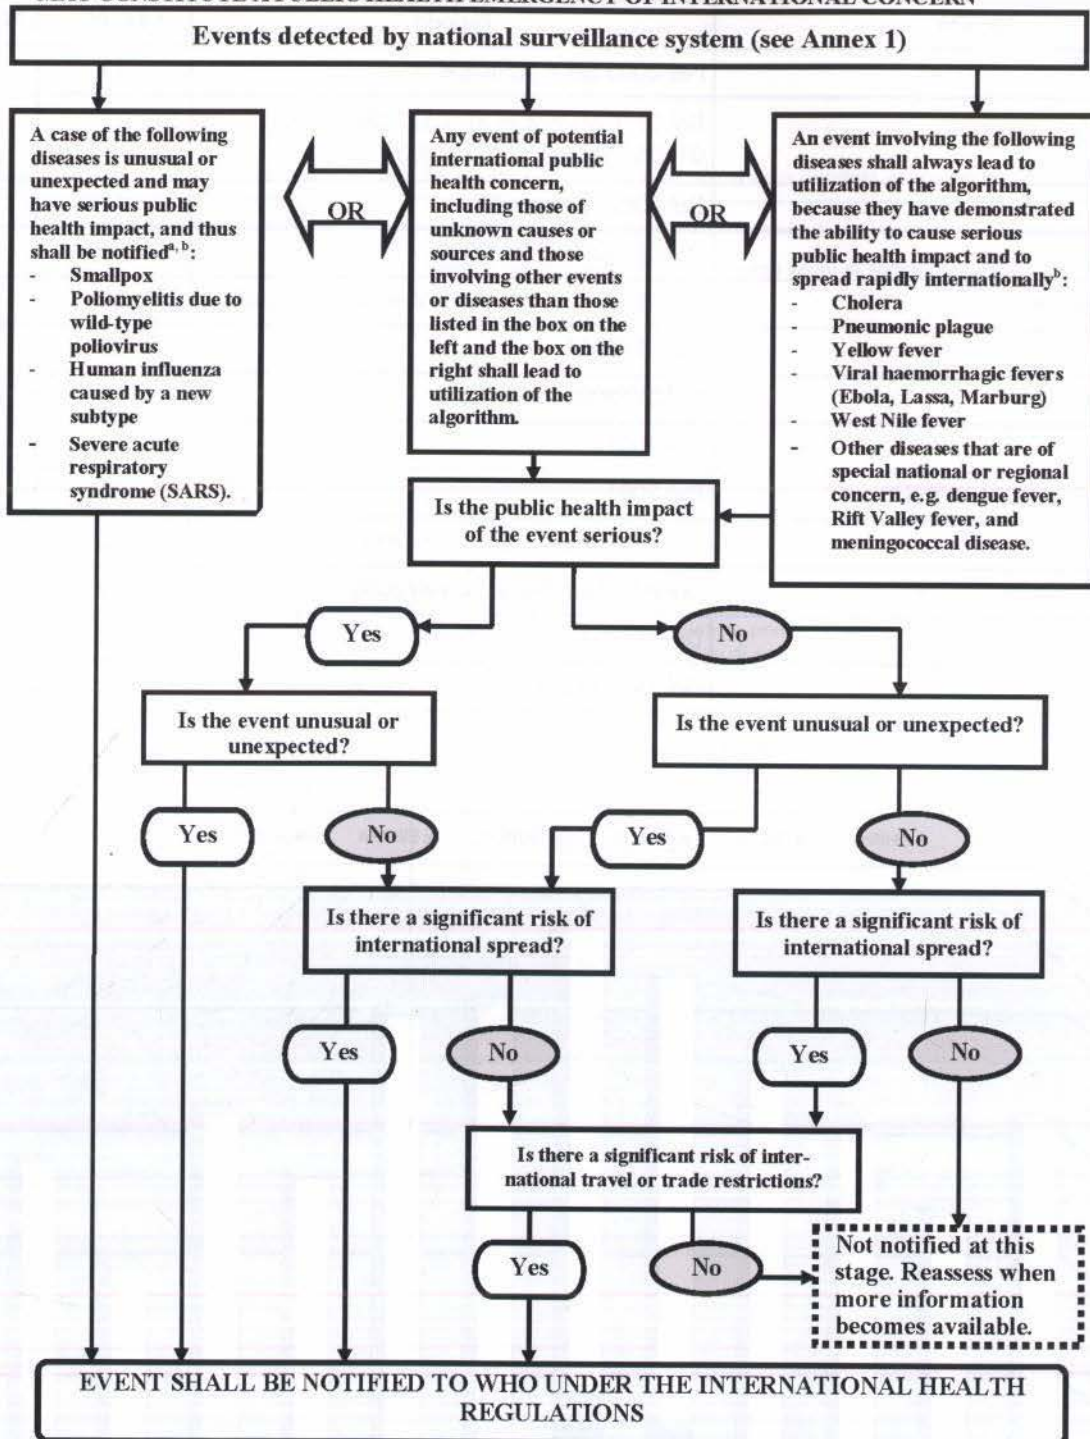 MAY CONSTITUTE A PUBLIC HEALTH EMERGENCY OF INTERNATIONAL CONCERN
Events detected by national surveillance system (see Annex 1)
A case of the following
diseases is unusual or
unexpected and may
have serious public
health impact, and thus
shall be notified^a, b:
- Smallpox
- Poliomyelitis due to
wild-type
poliovirus
- Human influenza
caused by a new
subtype
- Severe acute
respiratory
syndrome (SARS).
OR
Any event of potential
international public
health concern,
including those of
unknown causes or
sources and those
involving other events
or diseases than those
listed in the box on the
left and the box on the
right shall lead to
utilization of the
algorithm.
OR
An event involving the following
diseases shall always lead to
utilization of the algorithm,
because they have demonstrated
the ability to cause serious
public health impact and to
spread rapidly internationally^b:
- Cholera
- Pneumonic plague
- Yellow fever
- Viral haemorrhagic fevers
(Ebola, Lassa, Marburg)
- West Nile fever
- Other diseases that are of
special national or regional
concern, e.g. dengue fever,
Rift Valley fever, and
meningococcal disease.
Is the public health impact
of the event serious?
Yes
No
Is the event unusual or
unexpected?
Is the event unusual or unexpected?
Yes
No
Yes
No
Is there a significant risk of
international spread?
Is there a significant risk of
international spread?
Yes
No
Yes
No
Is there a significant risk of inter-
national travel or trade restrictions?
Yes
No
Not notified at this
stage. Reassess when
more information
becomes available.
EVENT SHALL BE NOTIFIED TO WHO UNDER THE INTERNATIONAL HEALTH
REGULATIONS